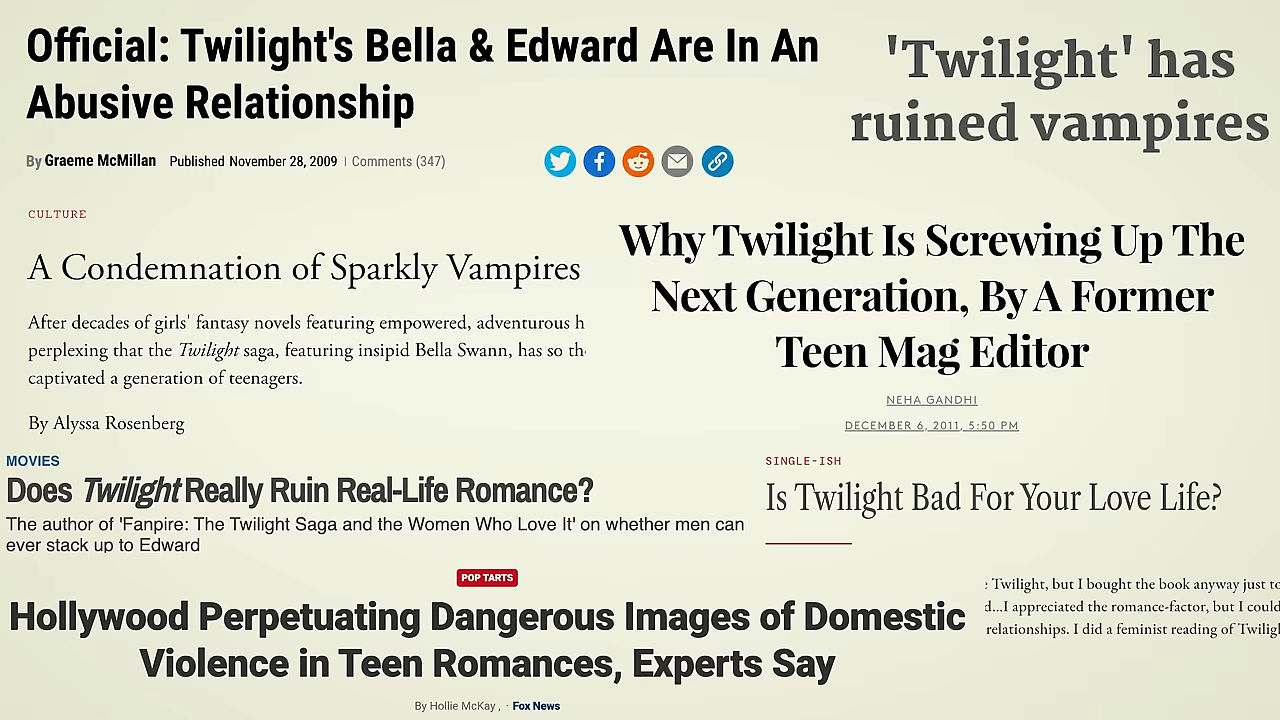 Official: Twilight's Bella & Edward Are In An
Abusive Relationship
By Graeme McMillan Published November 28, 2009 | Comments (347)
'Twilight' has
ruined vampires
CULTURE
A Condemnation of Sparkly Vampires
After decades of girls' fantasy novels featuring empowered, adventurous h
perplexing that the Twilight saga, featuring insipid Bella Swann, has so th
captivated a generation of teenagers.
By Alyssa Rosenberg
Why Twilight Is Screwing Up The
Next Generation, By A Former
Teen Mag Editor
NEHA GANDHI
DECEMBER 6, 2011, 5:50 PM
MOVIES
Does Twilight Really Ruin Real-Life Romance?
The author of 'Fanpire: The Twilight Saga and the Women Who Love It' on whether men can
ever stack up to Edward
SINGLE-ISH
Is Twilight Bad For Your Love Life?
POP TARTS
Hollywood Perpetuating Dangerous Images of Domestic
Violence in Teen Romances, Experts Say
By Hollie McKay, · Fox News
: Twilight, but I bought the book anyway just to
d...I appreciated the romance-factor, but I could
relationships. I did a feminist reading of Twiligh